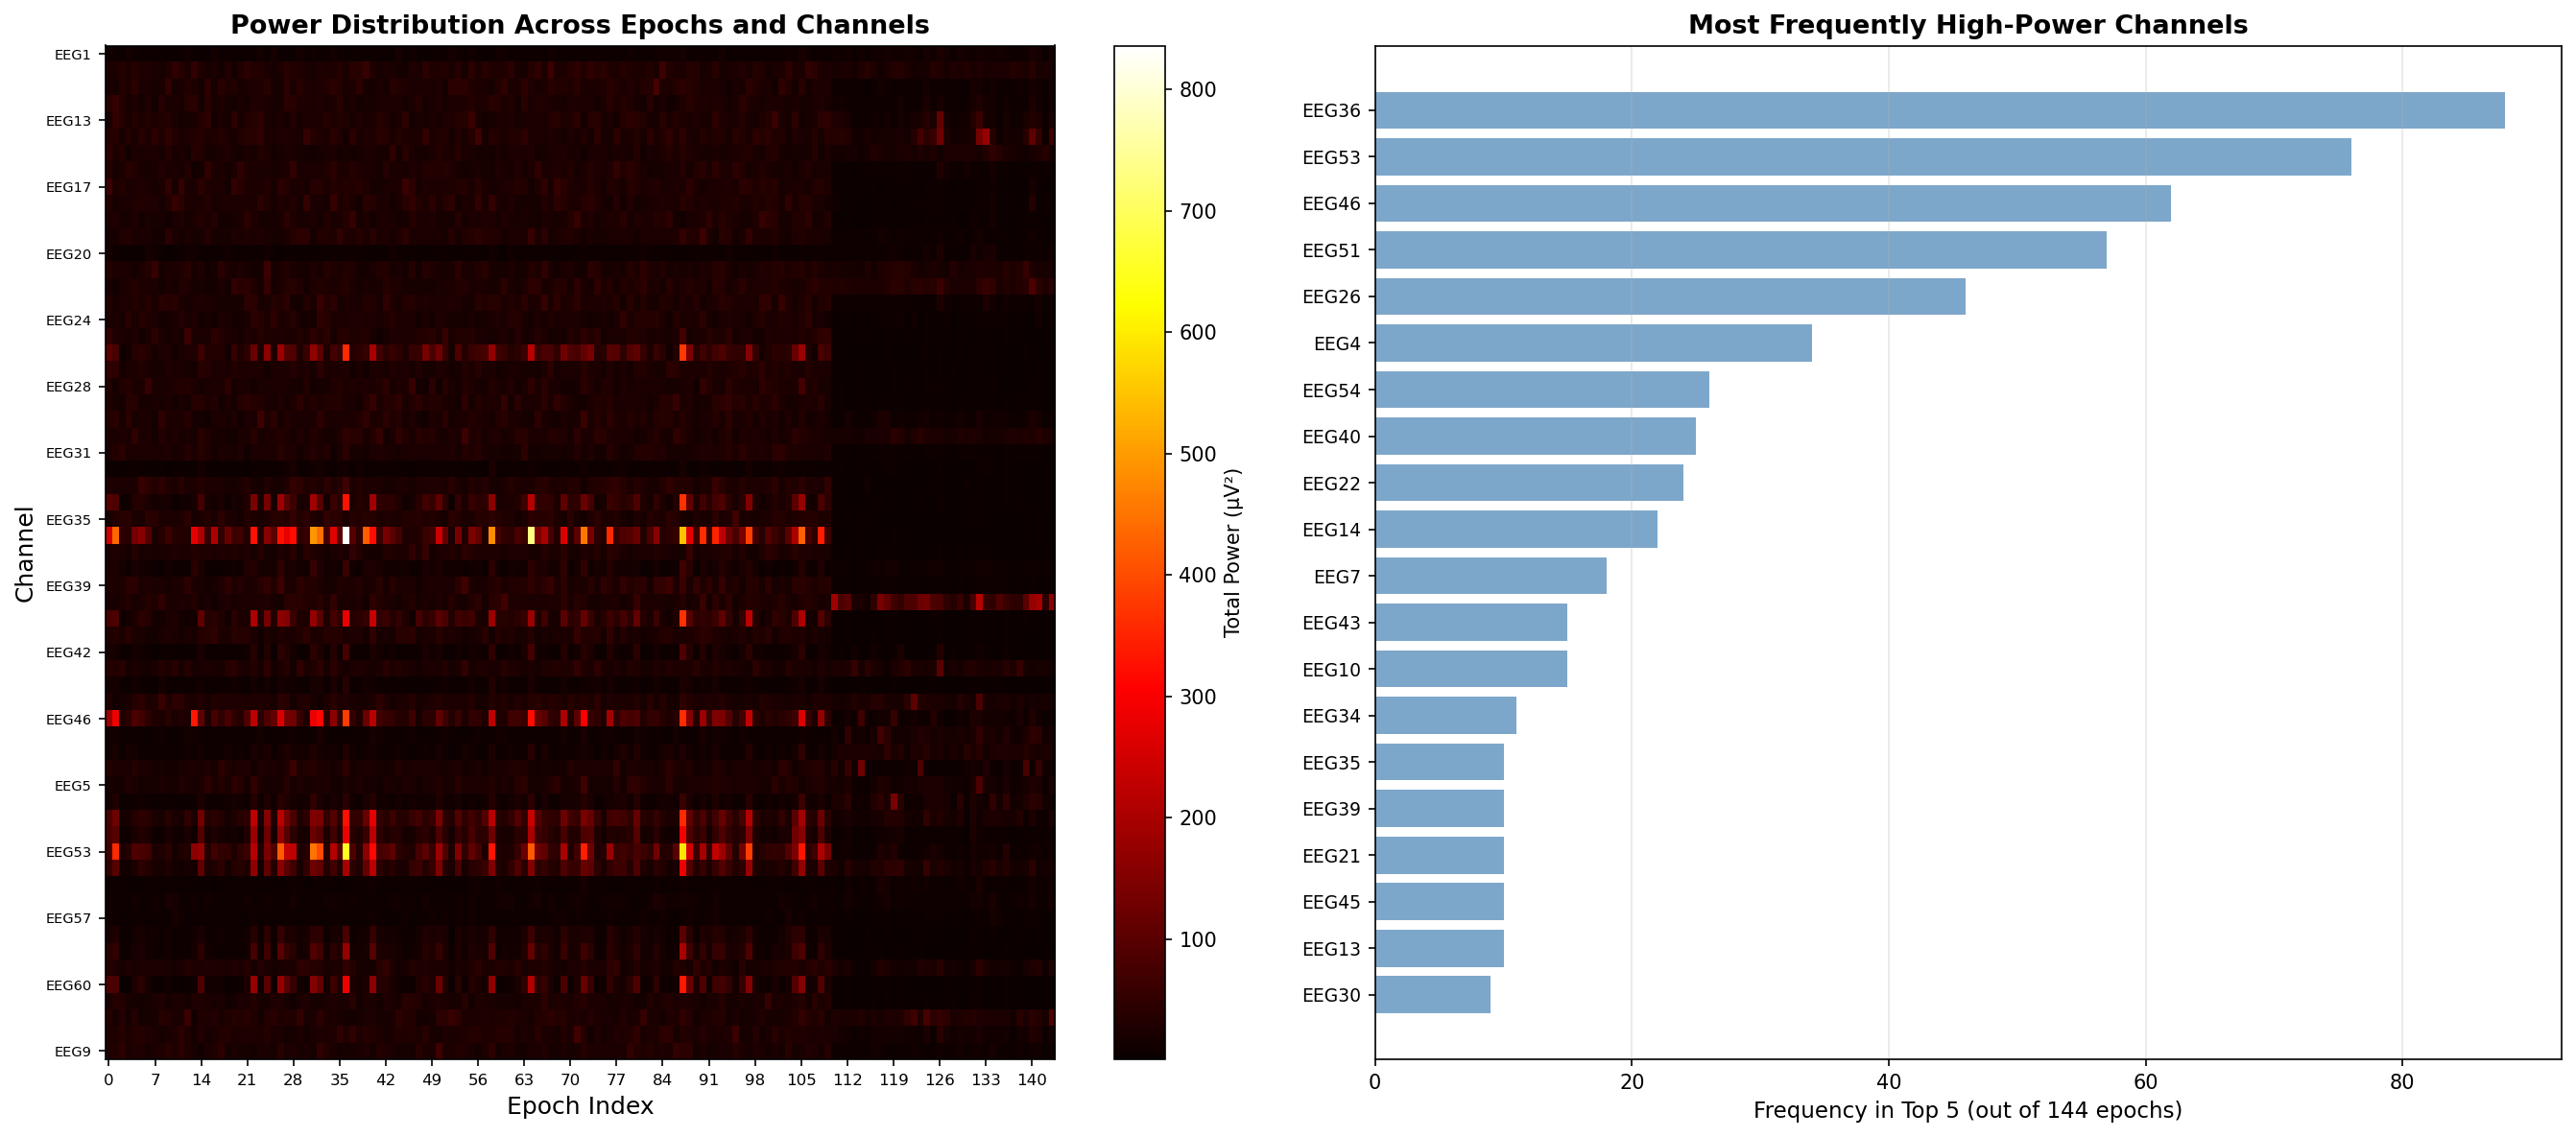 Power Distribution Across Epochs and Channels
EEG1
EEG13
EEG17
EEG20
EEG24
EEG28
EEG31
EEG35
EEG39
EEG42
EEG46
EEG5
EEG53
EEG57
EEG60
EEG9
Channel
0 7 14 21 28 35 42 49 56 63 70 77 84 91 98 105 112 119 126 133 140
Epoch Index
800
700
600
500
400
300
200
100
Total Power (μV²)
Most Frequently High-Power Channels
EEG36
EEG53
EEG46
EEG51
EEG26
EEG4
EEG54
EEG40
EEG22
EEG14
EEG7
EEG43
EEG10
EEG34
EEG35
EEG39
EEG21
EEG45
EEG13
EEG30
0 20 40 60 80
Frequency in Top 5 (out of 144 epochs)